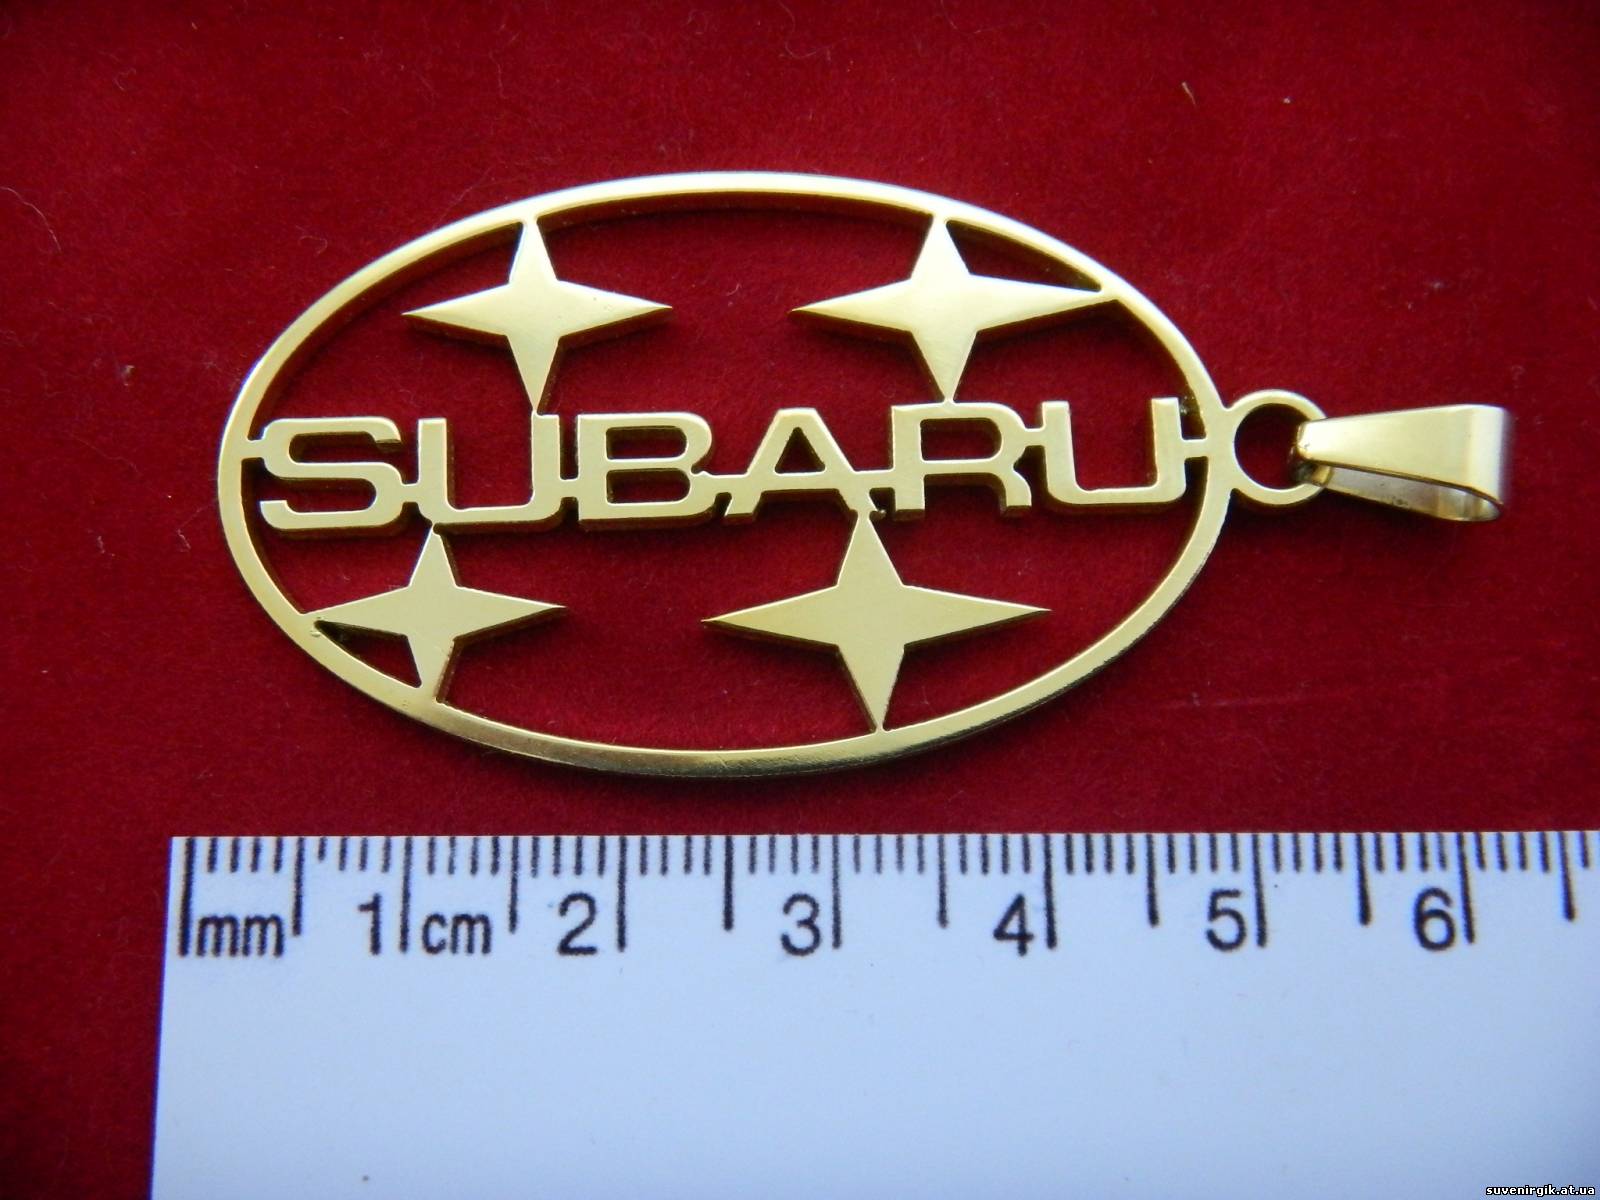 SUBARU
mm 1 cm 2 3 4 5 6
suvenirgik.at.ua